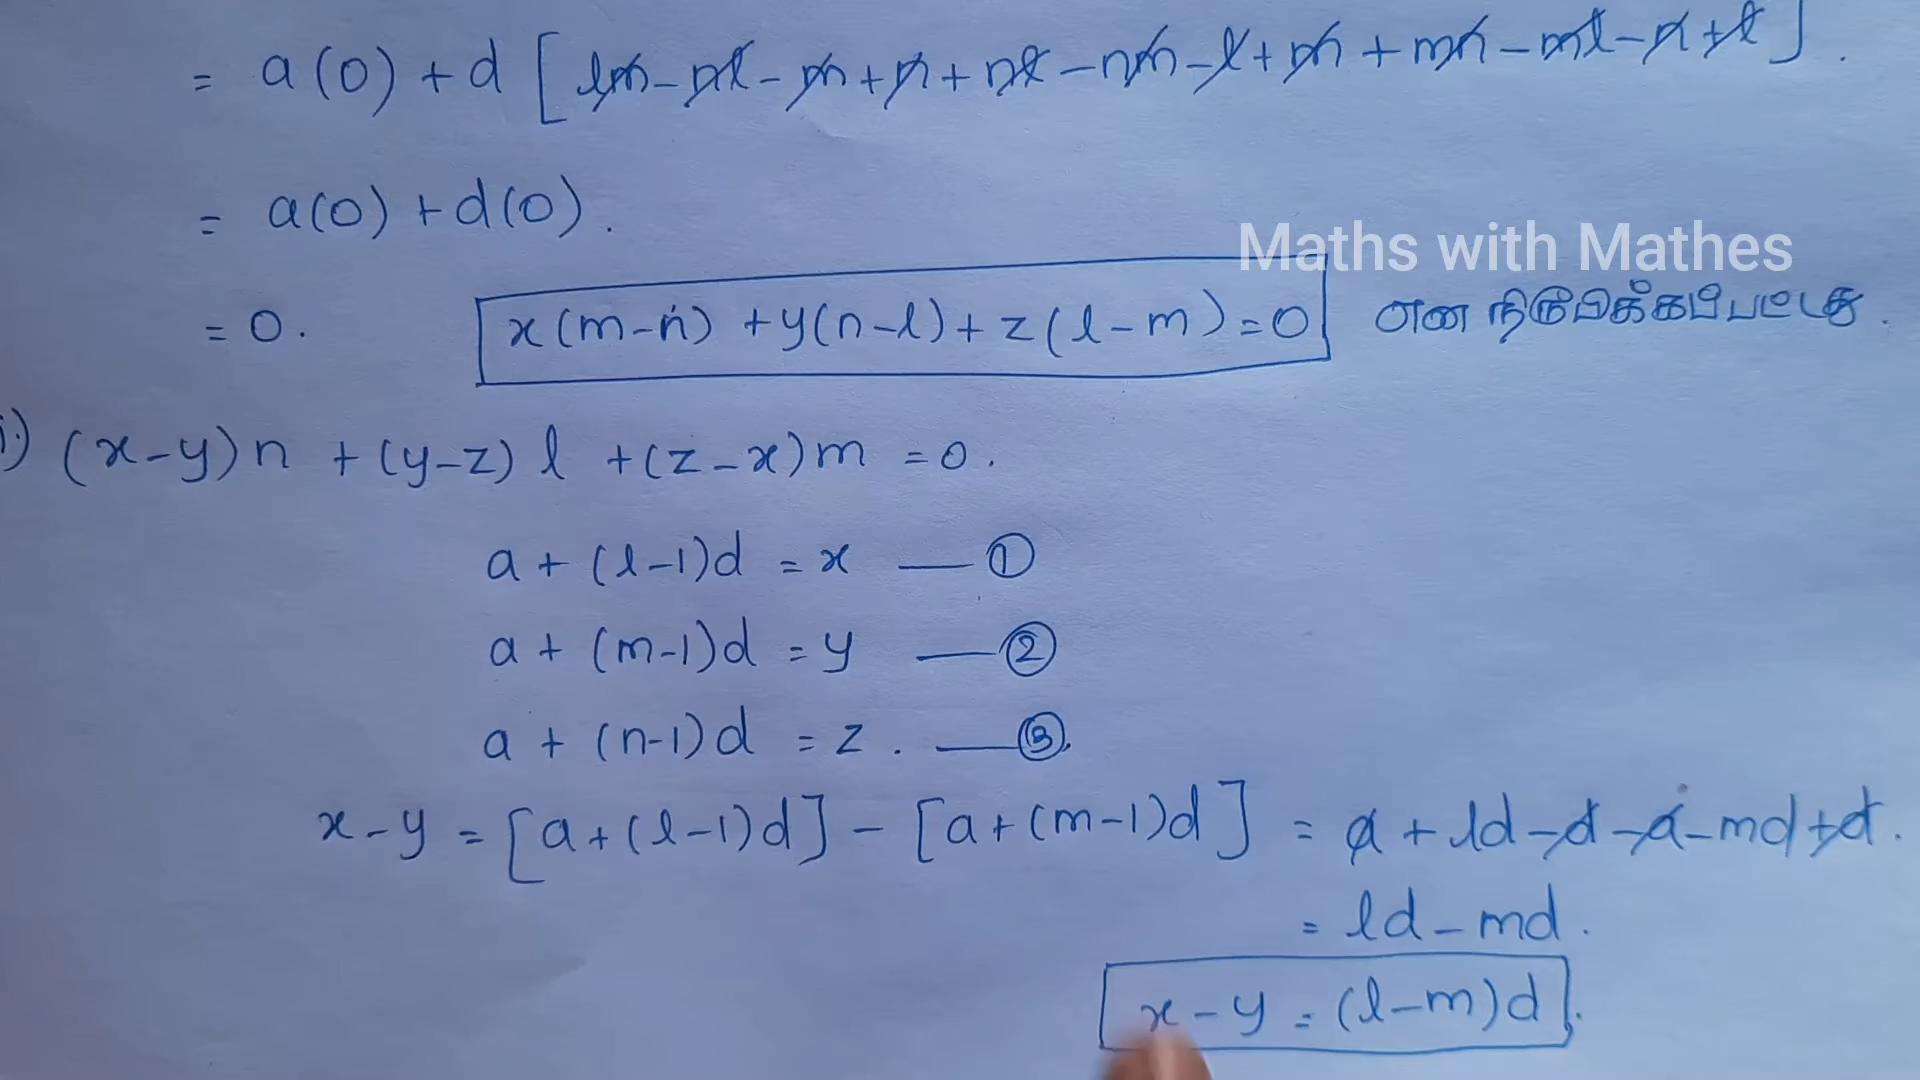 = a(0) + d [ lm - nl - m + n + nl - nm - l + m + mn - ml - n + l ] .
= a(0) + d(0) .
Maths with Mathes
= 0 . x(m-n) + y(n-l) + z(l-m) = 0 என நிரூபிக்கப்பட்டது .
i) (x-y)n + (y-z) l + (z-x)m = 0 .
a + (l-1)d = x — ①
a + (m-1)d = y — ②
a + (n-1)d = z . — ③
x-y = [a+(l-1)d] - [a+(m-1)d] = a + ld - d - a - md + d .
= ld - md .
x-y = (l-m)d .